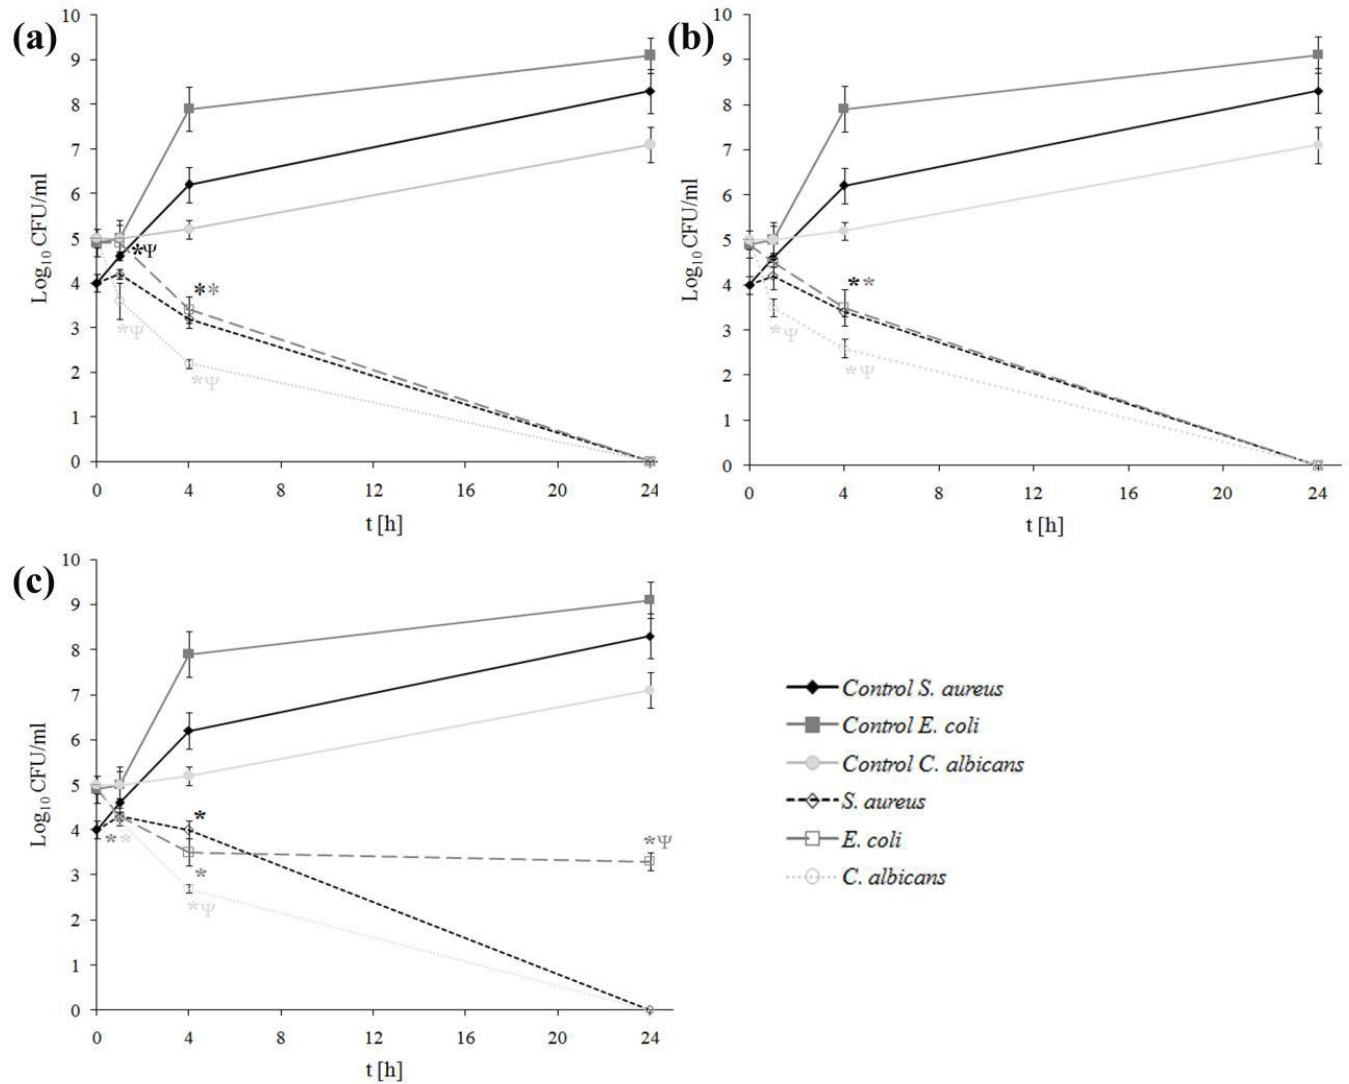 (a)
10
9
8
7
6
5
4
3
2
1
0
Log10 CFU/ml
*Ψ
**
*Ψ
*Ψ
0 4 8 12 16 20 24
t [h]
(b)
10
9
8
7
6
5
4
3
2
1
0
Log10 CFU/ml
**
*Ψ
*Ψ
0 4 8 12 16 20 24
t [h]
(c)
10
9
8
7
6
5
4
3
2
1
0
Log10 CFU/ml
* *
*
*
*Ψ
*Ψ
0 4 8 12 16 20 24
t [h]
Control S. aureus
Control E. coli
Control C. albicans
S. aureus
E. coli
C. albicans